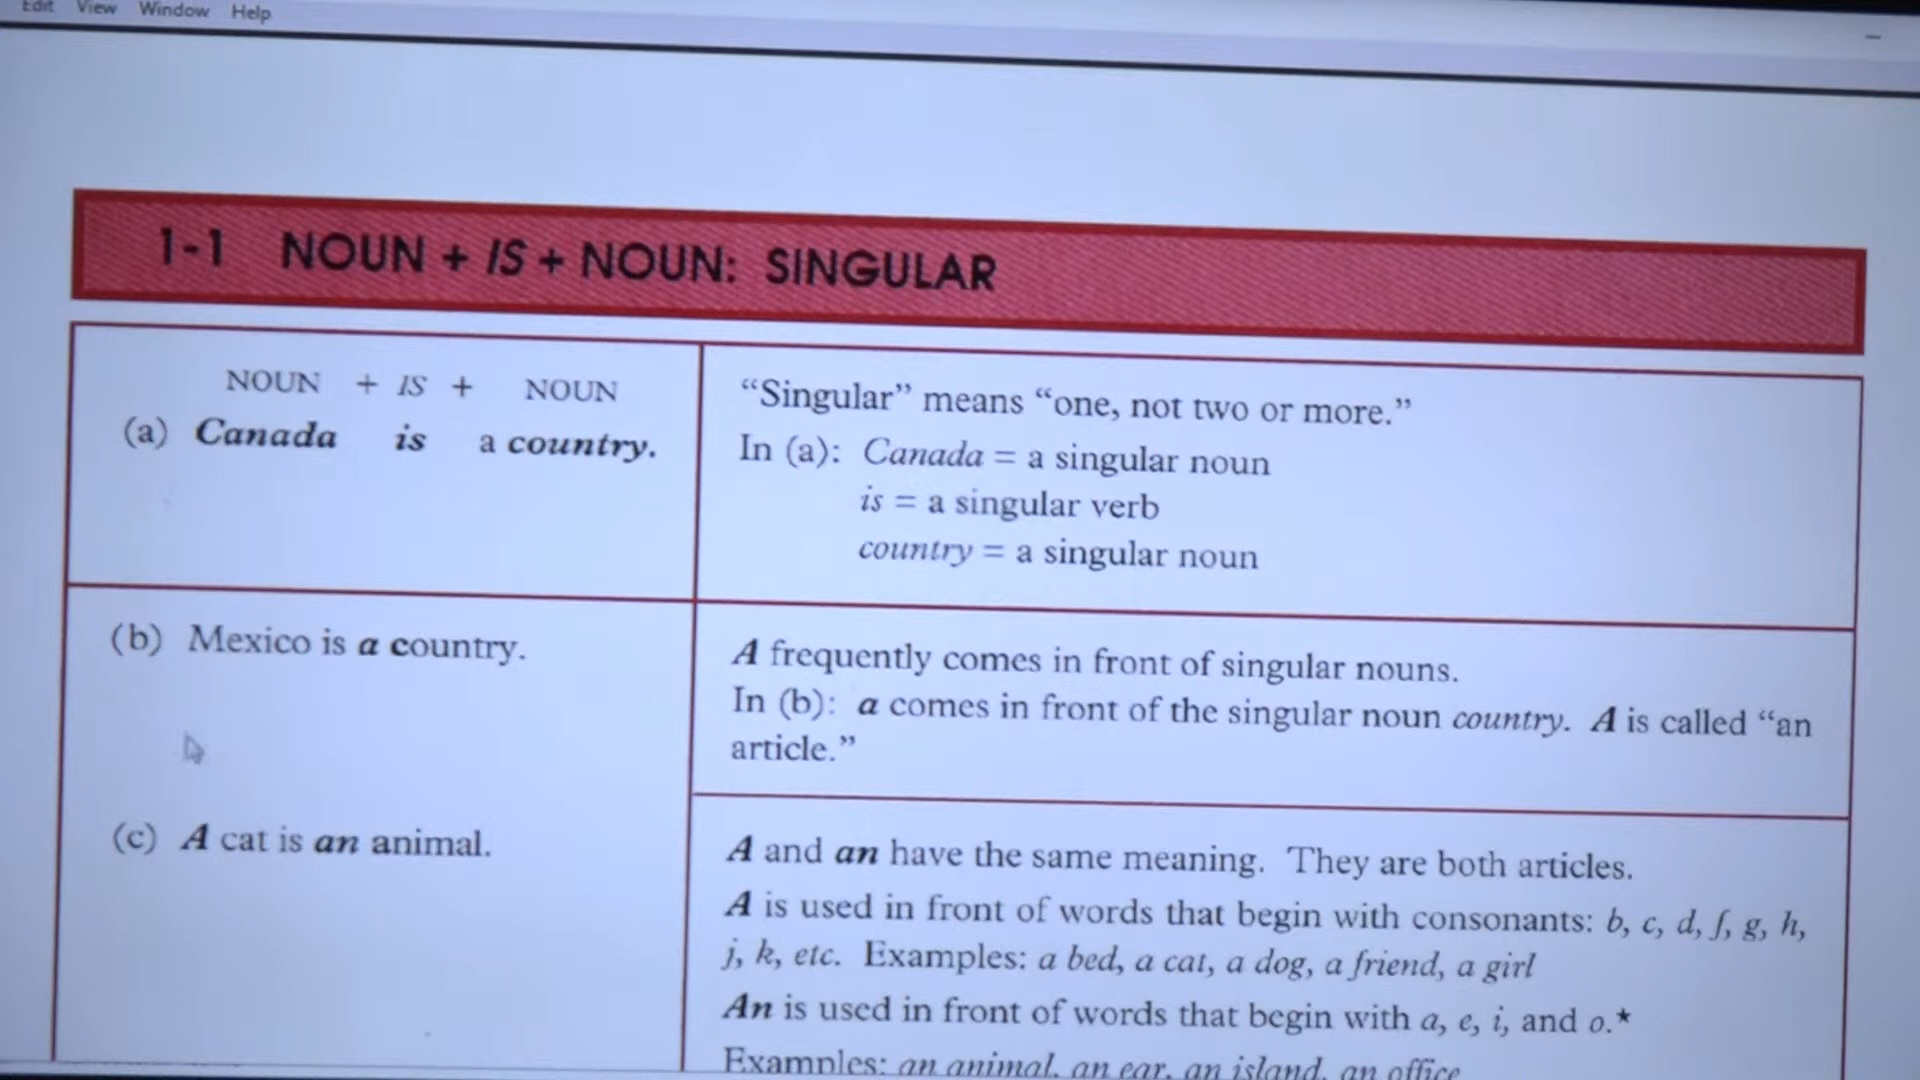 Edit View Window Help
1-1 NOUN + IS + NOUN: SINGULAR
NOUN + IS + NOUN
(a) Canada is a country.
"Singular" means "one, not two or more."
In (a): Canada = a singular noun
is = a singular verb
country = a singular noun
(b) Mexico is a country.
A frequently comes in front of singular nouns.
In (b): a comes in front of the singular noun country. A is called "an
article."
(c) A cat is an animal.
A and an have the same meaning. They are both articles.
A is used in front of words that begin with consonants: b, c, d, f, g, h,
j, k, etc. Examples: a bed, a cat, a dog, a friend, a girl
An is used in front of words that begin with a, e, i, and o.*
Examples: an animal, an ear, an island, an office